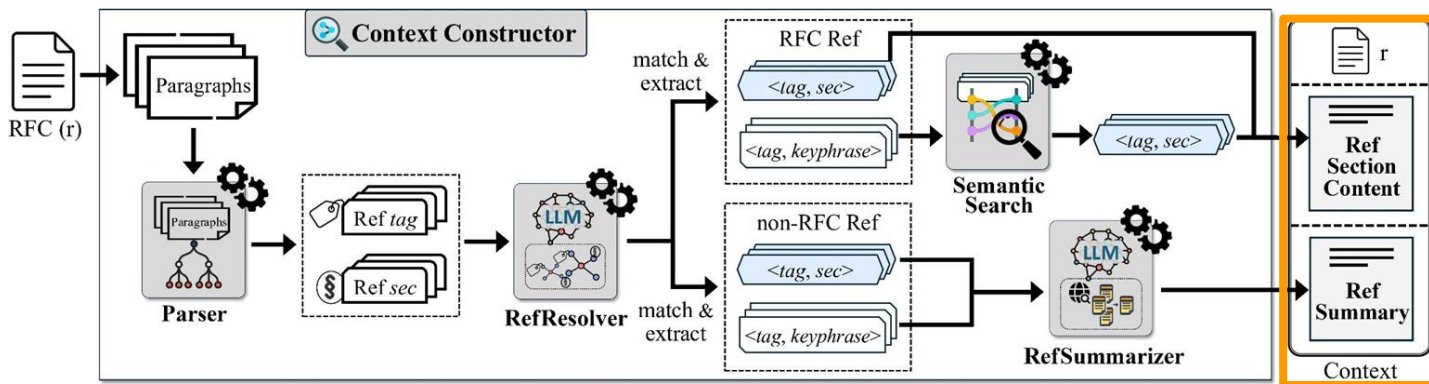 Context Constructor
RFC (r)
Paragraphs
Paragraphs
Parser
Ref tag
§
Ref sec
LLM
§
§
RefResolver
match &
extract
match &
extract
RFC Ref
<tag, sec>
<tag, keyphrase>
Semantic
Search
<tag, sec>
non-RFC Ref
<tag, sec>
<tag, keyphrase>
LLM
RefSummarizer
r
Ref
Section
Content
Ref
Summary
Context